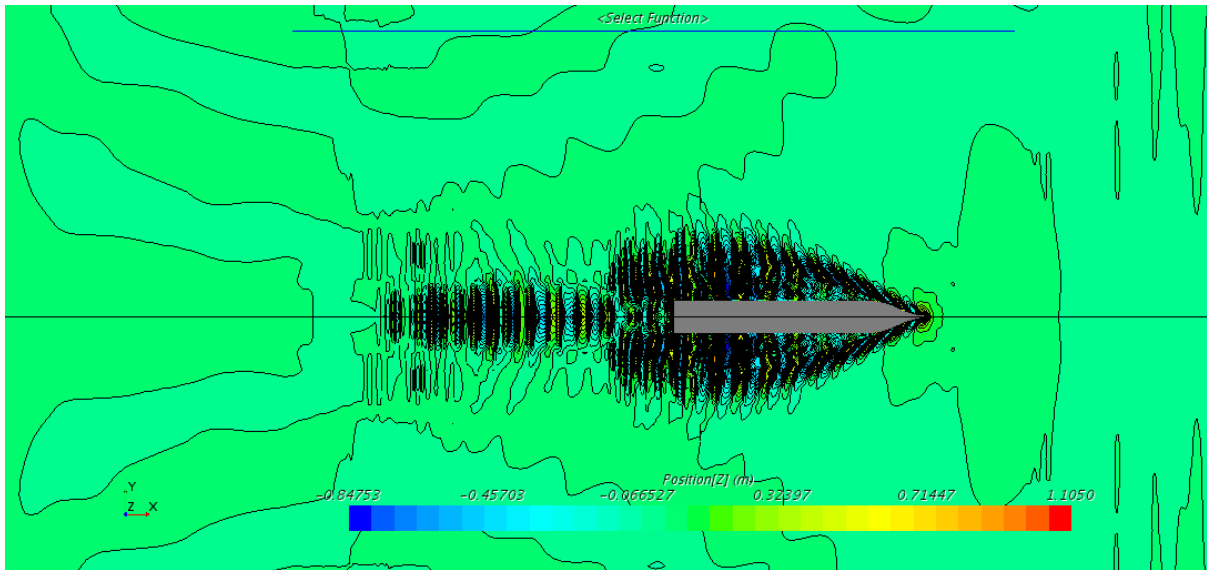 <Select Function>
Position[Z] (m)
-0.84753 -0.45703 -0.066527 0.32397 0.71447 1.1050
Y
Z X